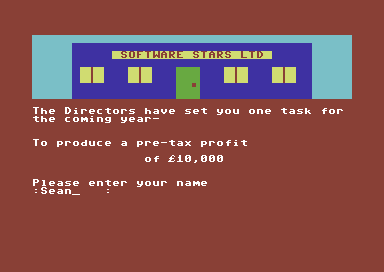 SOFTWARE STARS LTD
The Directors have set you one task for
the coming year-
To produce a pre-tax profit
of £10,000
Please enter your name
:Sean_ :